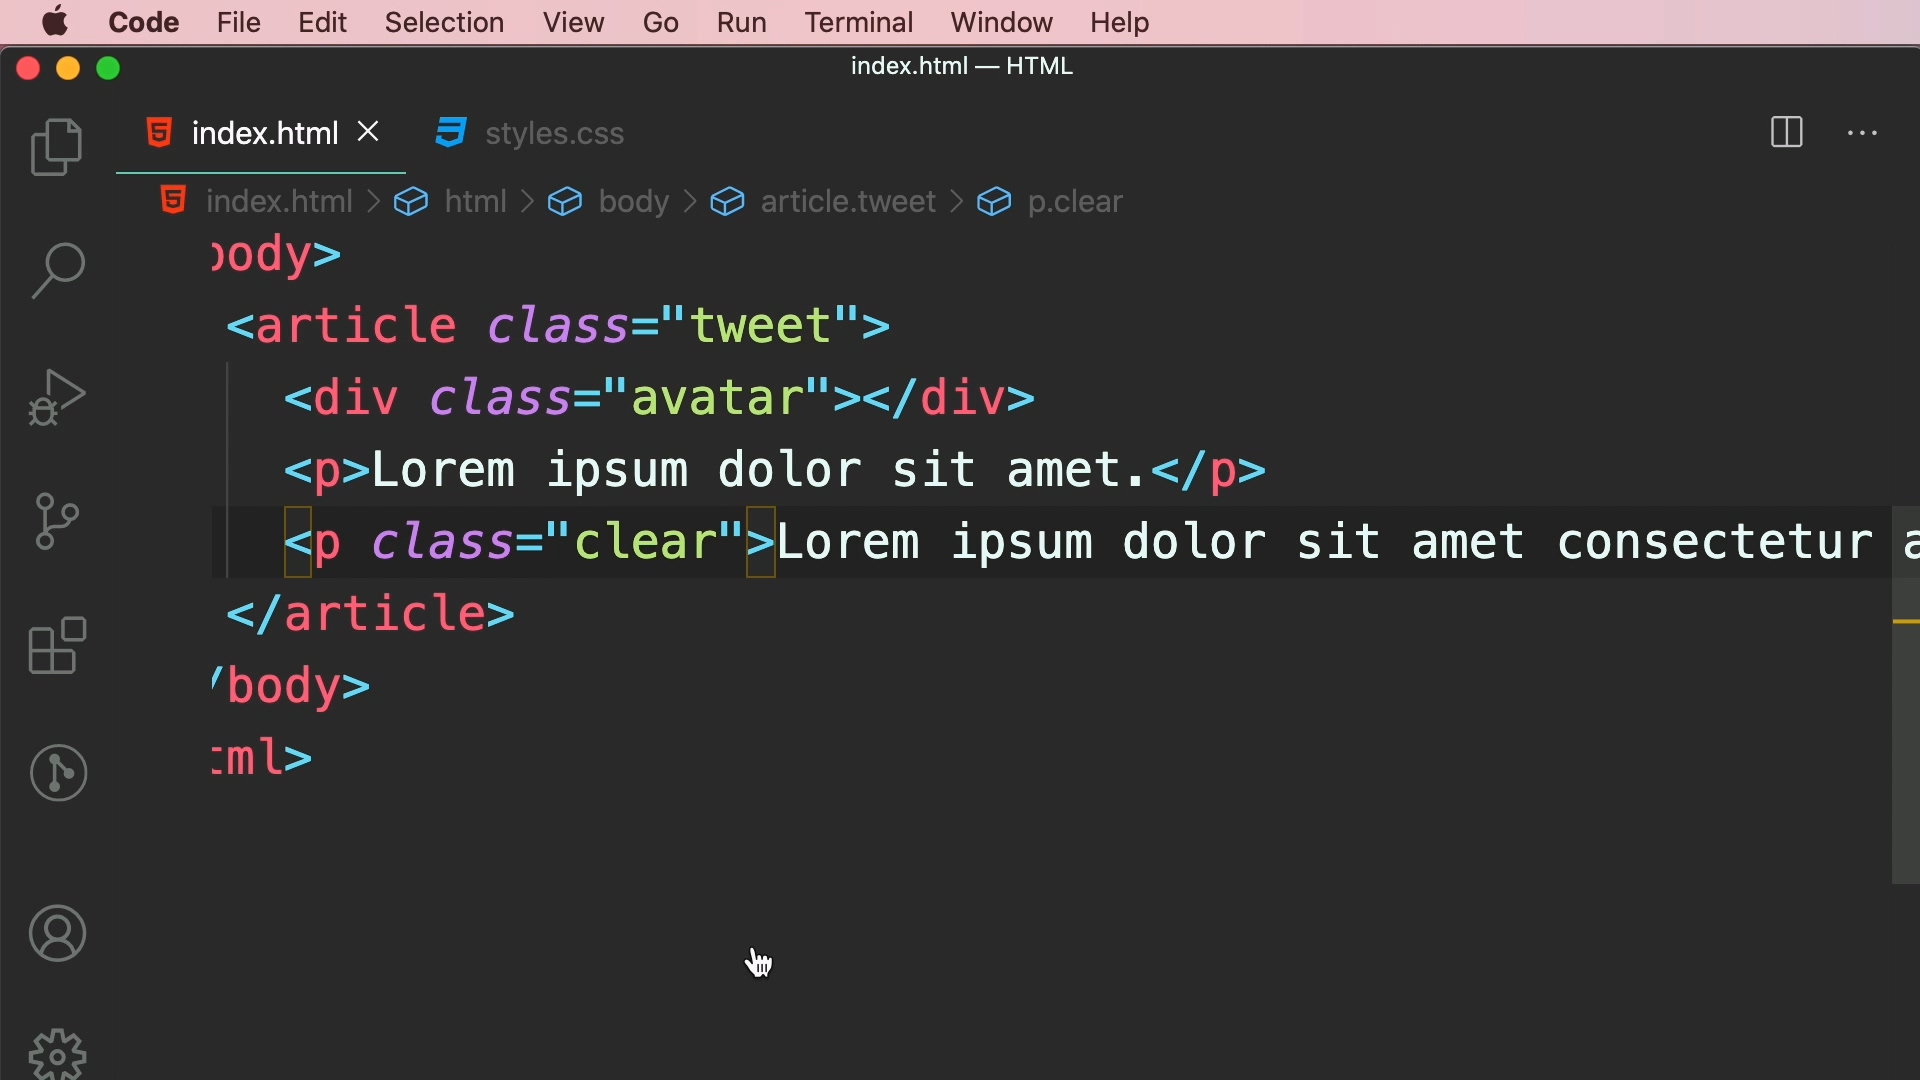 Code File Edit Selection View Go Run Terminal Window Help
index.html — HTML
index.html styles.css
index.html > html > body > article.tweet > p.clear
body>
<article class="tweet">
<div class="avatar"></div>
<p>Lorem ipsum dolor sit amet.</p>
<p class="clear">Lorem ipsum dolor sit amet consectetur a
</article>
/body>
tml>